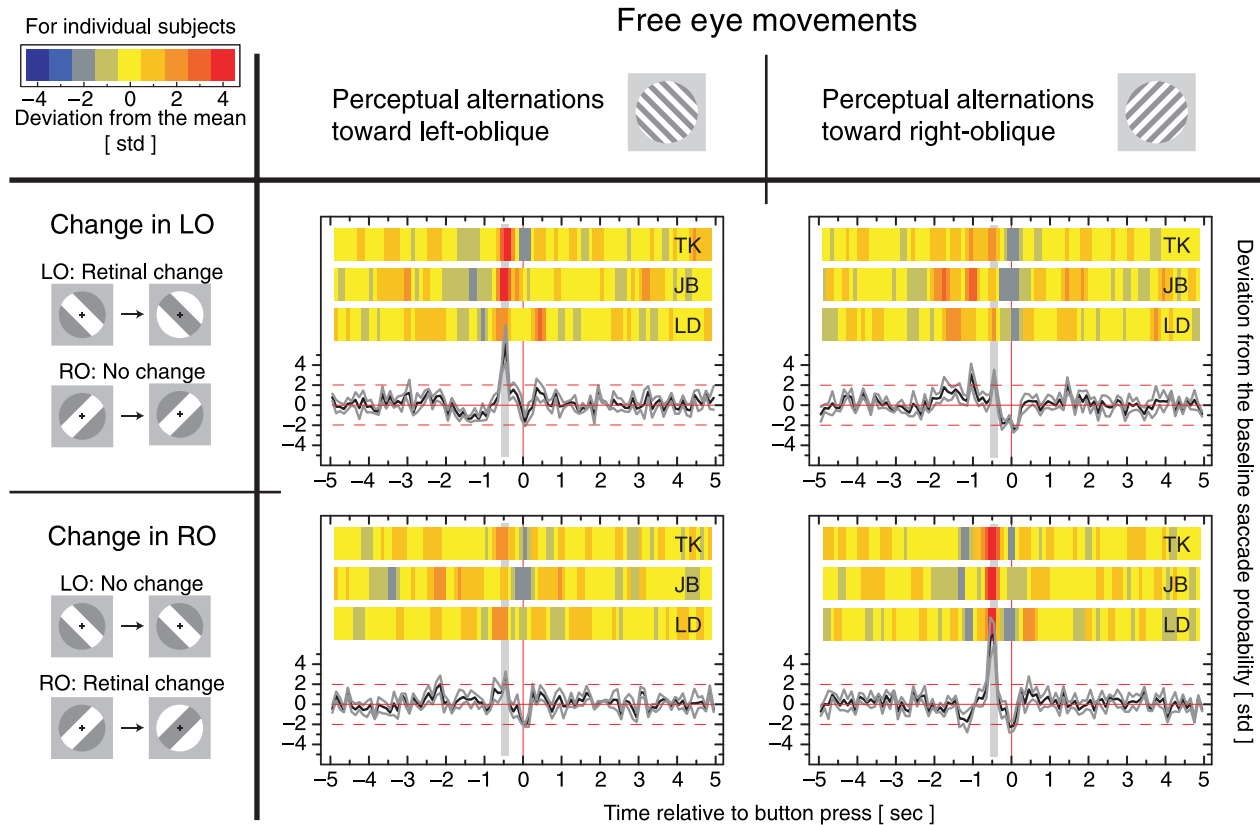 Free eye movements
For individual subjects
−4 −2 0 2 4
Deviation from the mean
[ std ]
Perceptual alternations
toward left-oblique
Perceptual alternations
toward right-oblique
Change in LO
LO: Retinal change
RO: No change
TK
JB
LD
4
2
0
−2
−4
−5 −4 −3 −2 −1 0 1 2 3 4 5
TK
JB
LD
4
2
0
−2
−4
−5 −4 −3 −2 −1 0 1 2 3 4 5
Change in RO
LO: No change
RO: Retinal change
TK
JB
LD
4
2
0
−2
−4
−5 −4 −3 −2 −1 0 1 2 3 4 5
TK
JB
LD
4
2
0
−2
−4
−5 −4 −3 −2 −1 0 1 2 3 4 5
Time relative to button press [ sec ]
Deviation from the baseline saccade probability [ std ]